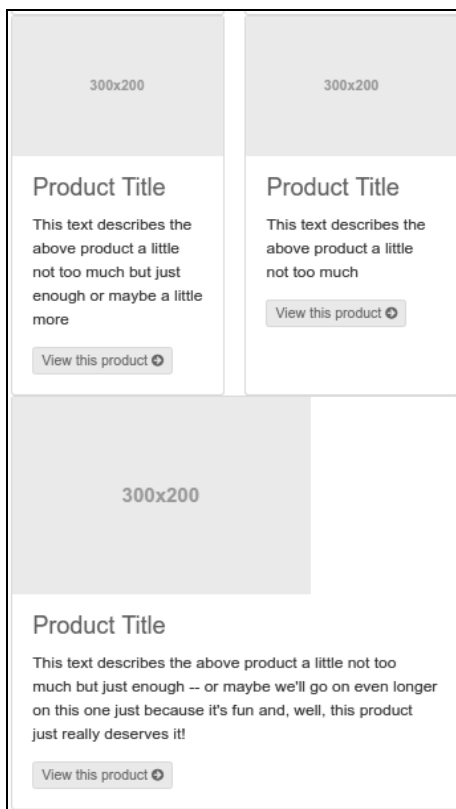 300x200
Product Title
This text describes the
above product a little
not too much but just
enough or maybe a little
more
View this product
300x200
Product Title
This text describes the
above product a little
not too much
View this product
300x200
Product Title
This text describes the above product a little not too
much but just enough -- or maybe we'll go on even longer
on this one just because it's fun and, well, this product
just really deserves it!
View this product